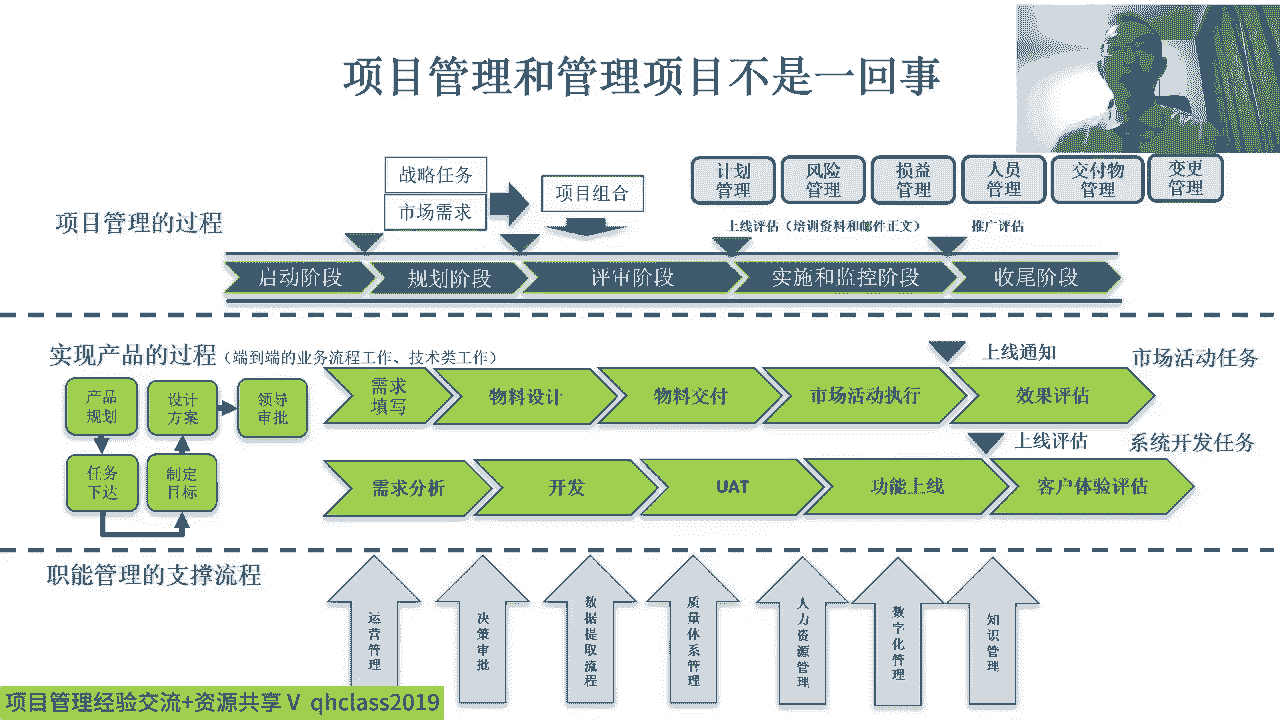 项目管理和管理项目不是一回事
战略任务
市场需求
项目组合
计划
管理
风险
管理
损益
管理
人员
管理
交付物
管理
变更
管理
项目管理的过程
上线评估（培训资料和邮件正文）
推广评估
启动阶段
规划阶段
评审阶段
实施和监控阶段
收尾阶段
实现产品的过程（端到端的业务流程工作、技术类工作）
上线通知
市场活动任务
产品
规划
设计
方案
领导
审批
任务
下达
制定
目标
需求
填写
物料设计
物料交付
市场活动执行
效果评估
上线评估
系统开发任务
需求分析
开发
UAT
功能上线
客户体验评估
职能管理的支撑流程
运营管理
决策审批
数据提取流程
质量体系管理
人力资源管理
数字化管理
知识管理
项目管理经验交流+资源共享 V qhclass2019